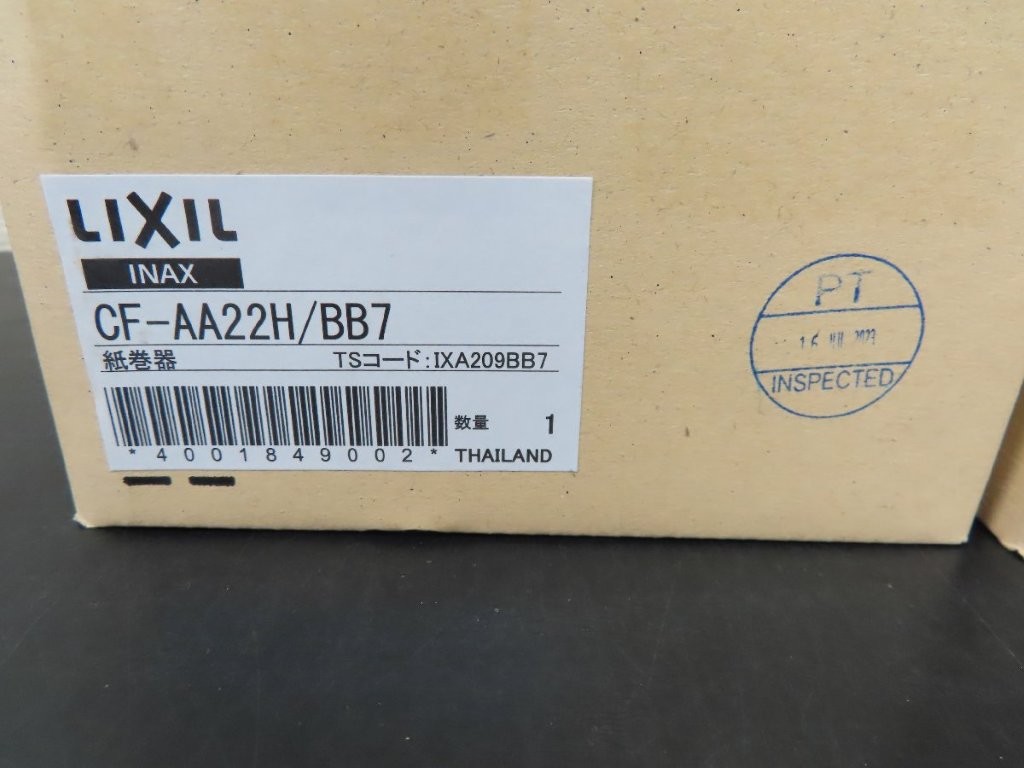 LIXIL
INAX
CF-AA22H/BB7
紙巻器 TSコード:IXA209BB7
数量 1
*4001849002* THAILAND
PT
2023
INSPECTED